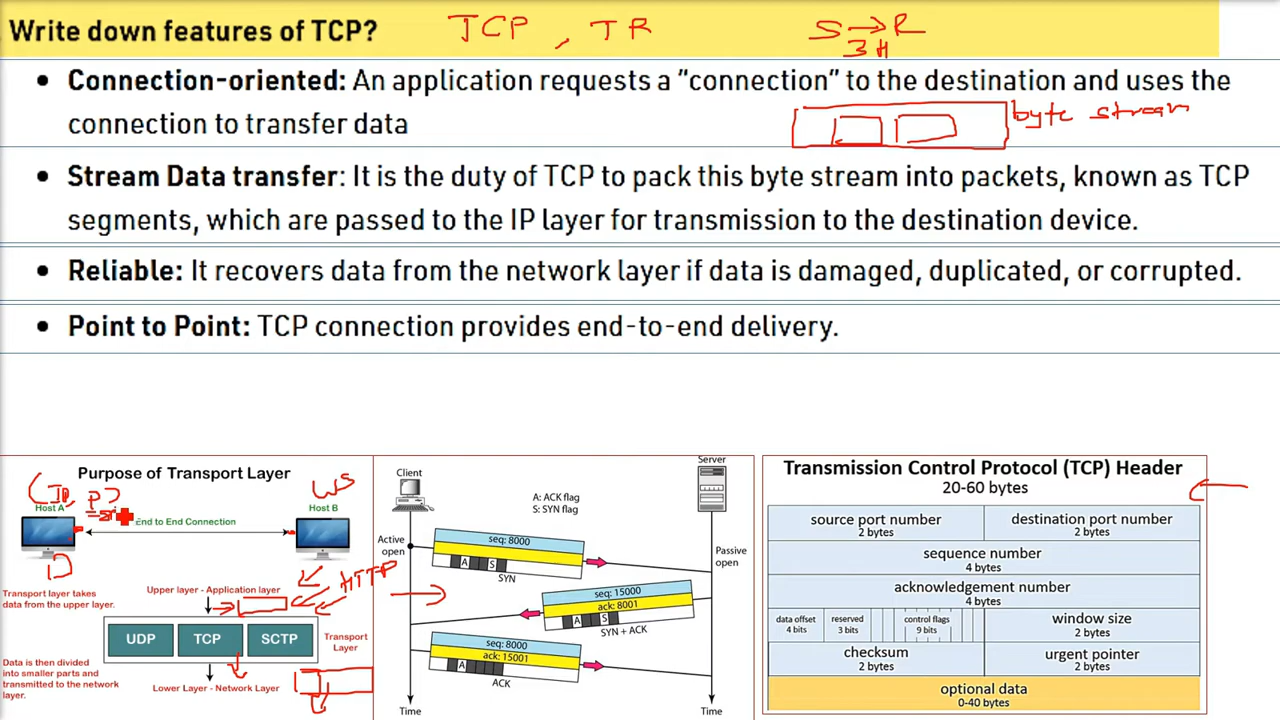 Write down features of TCP?
TCP , TR
S → R
3 H
• Connection-oriented: An application requests a “connection” to the destination and uses the
connection to transfer data
byte stream
• Stream Data transfer: It is the duty of TCP to pack this byte stream into packets, known as TCP
segments, which are passed to the IP layer for transmission to the destination device.
• Reliable: It recovers data from the network layer if data is damaged, duplicated, or corrupted.
• Point to Point: TCP connection provides end-to-end delivery.
Purpose of Transport Layer
(IP, P)
WS
Host A
Host B
End to End Connection
D
HTTP
Transport layer takes
data from the upper layer.
Upper layer - Application layer
UDP
TCP
SCTP
Transport
Layer
Data is then divided
into smaller parts and
transmitted to the network
layer.
Lower Layer - Network Layer
Client
Server
A: ACK flag
S: SYN flag
Active
open
Passive
open
seq: 8000
A S
SYN
seq: 15000
ack: 8001
A S
SYN + ACK
seq: 8000
ack: 15001
A
ACK
Time
Time
Transmission Control Protocol (TCP) Header
20-60 bytes
source port number
2 bytes
destination port number
2 bytes
sequence number
4 bytes
acknowledgement number
4 bytes
data offset
4 bits
reserved
3 bits
control flags
9 bits
window size
2 bytes
checksum
2 bytes
urgent pointer
2 bytes
optional data
0-40 bytes